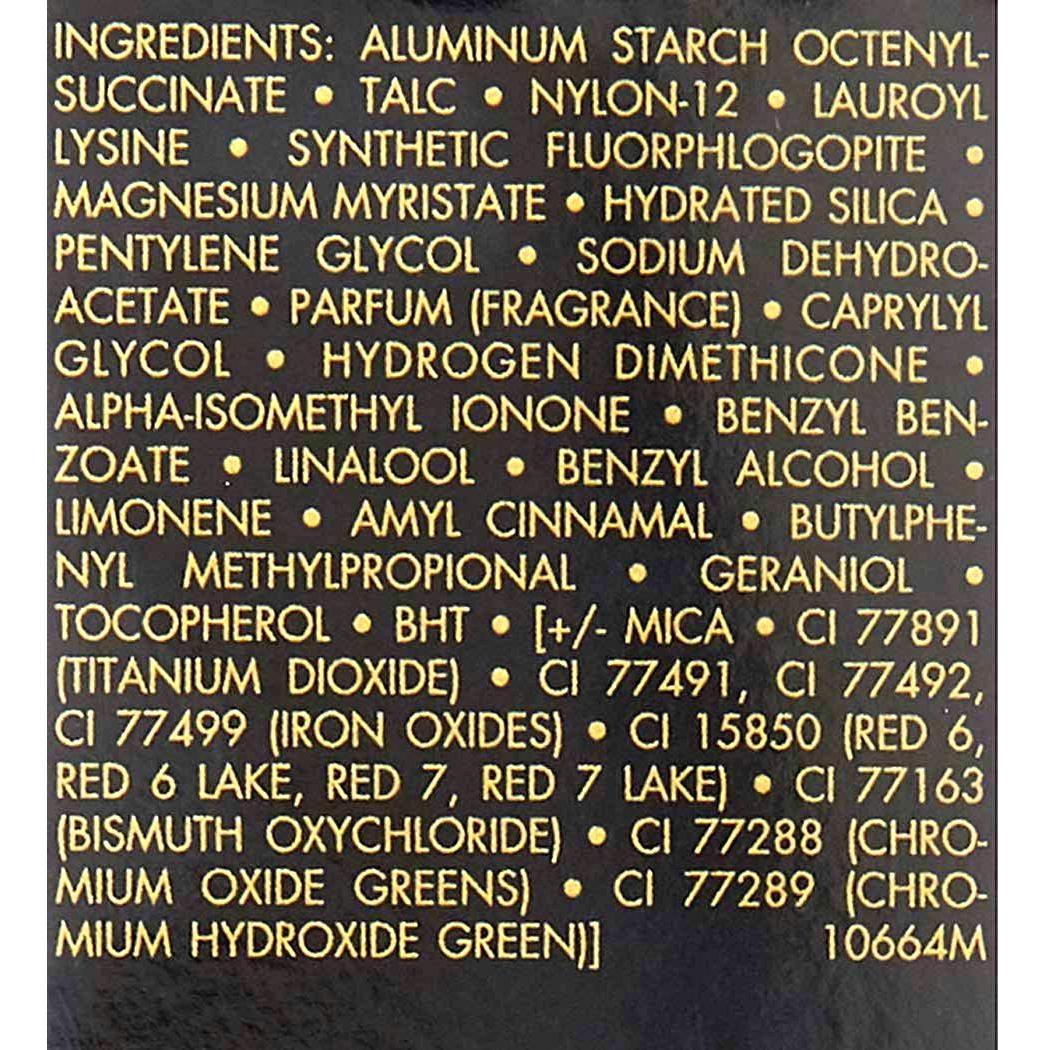 INGREDIENTS: ALUMINUM STARCH OCTENYL-
SUCCINATE • TALC • NYLON-12 • LAUROYL
LYSINE • SYNTHETIC FLUORPHLOGOPITE •
MAGNESIUM MYRISTATE • HYDRATED SILICA •
PENTYLENE GLYCOL • SODIUM DEHYDRO-
ACETATE • PARFUM (FRAGRANCE) • CAPRYLYL
GLYCOL • HYDROGEN DIMETHICONE •
ALPHA-ISOMETHYL IONONE • BENZYL BEN-
ZOATE • LINALOOL • BENZYL ALCOHOL •
LIMONENE • AMYL CINNAMAL • BUTYLPHE-
NYL METHYLPROPIONAL • GERANIOL •
TOCOPHEROL • BHT • [+/- MICA • CI 77891
(TITANIUM DIOXIDE) • CI 77491, CI 77492,
CI 77499 (IRON OXIDES) • CI 15850 (RED 6,
RED 6 LAKE, RED 7, RED 7 LAKE) • CI 77163
(BISMUTH OXYCHLORIDE) • CI 77288 (CHRO-
MIUM OXIDE GREENS) • CI 77289 (CHRO-
MIUM HYDROXIDE GREEN)] 10664M